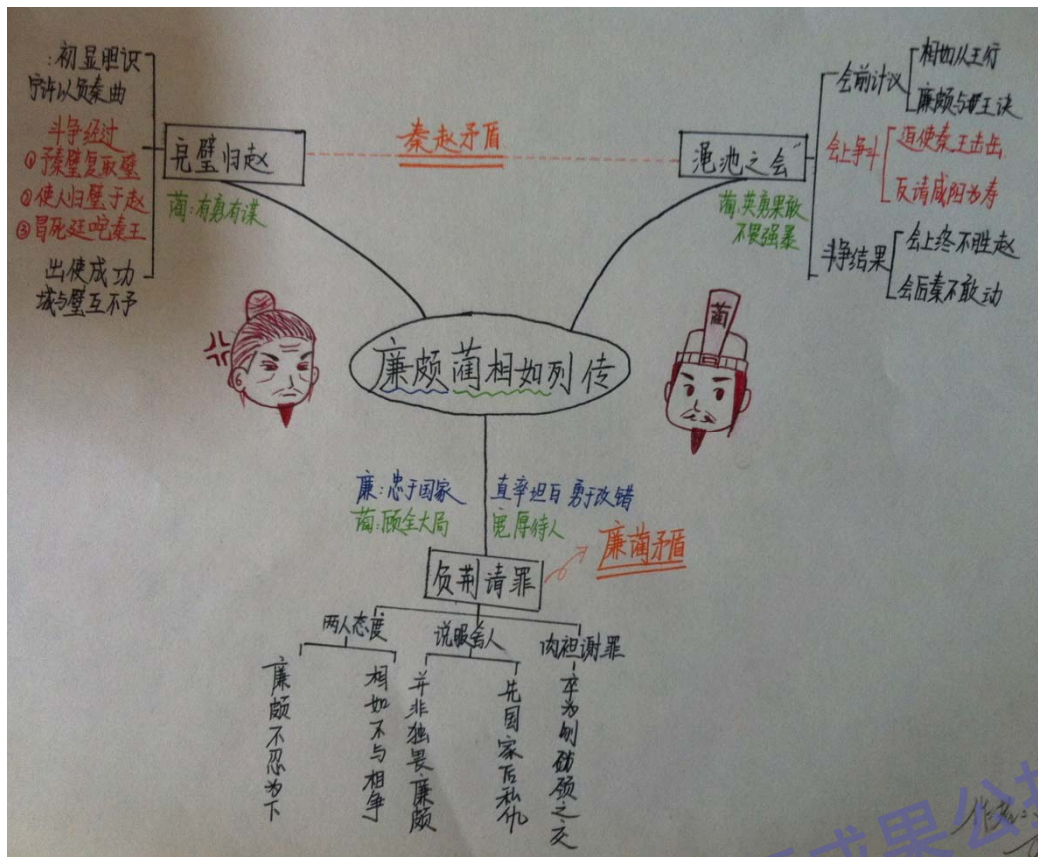 ：初显胆识
宁许以负秦曲
斗争经过
①予秦璧复取璧
②使人归璧于赵
③冒死廷叱秦王
出使成功
城与璧互不予
完璧归赵
蔺：有勇有谋
秦赵矛盾
渑池之会
蔺：英勇果敢
不畏强暴
会前计议
相如从王行
廉颇与王诀
会上争斗
迫使秦王击缶
反请咸阳为寿
斗争结果
会上终不胜赵
会后秦不敢动
蔺
廉颇蔺相如列传
廉：忠于国家 直率坦白 勇于改错
蔺：顾全大局 宽厚待人
负荆请罪
廉蔺矛盾
两人态度
廉颇不忍为下
相如不与相争
说服舍人
并非独畏廉颇
先国家后私仇
肉袒谢罪
卒为刎颈之交
成果公